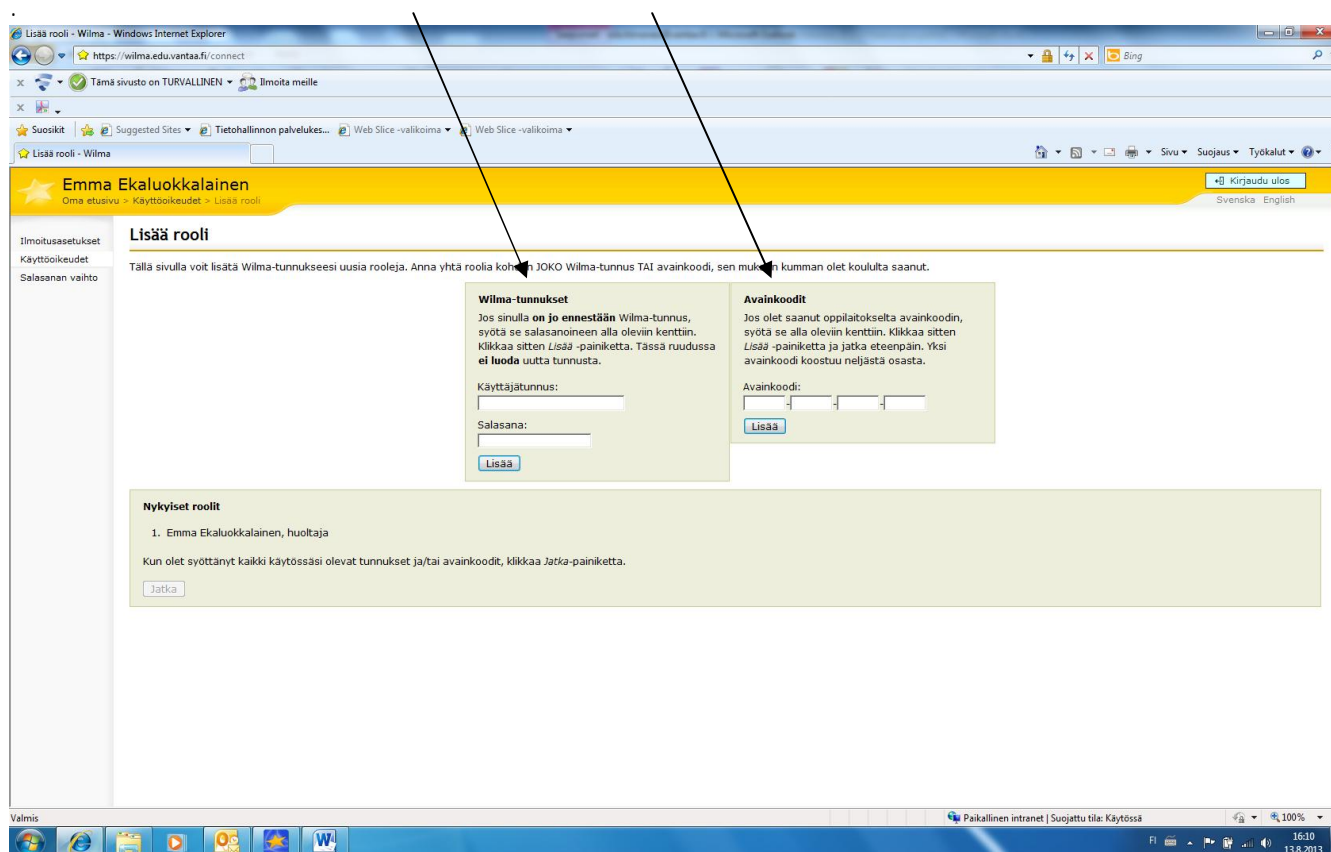 .
Lisää rooli - Wilma - Windows Internet Explorer
https://wilma.edu.vantaa.fi/connect
Bing
x Tämä sivusto on TURVALLINEN Ilmoita meille
x
Suosikit Suggested Sites Tietohallinnon palvelukes... Web Slice -valikoima Web Slice -valikoima
Lisää rooli - Wilma
Sivu Suojaus Työkalut
Emma Ekaluokkalainen
Oma etusivu > Käyttöoikeudet > Lisää rooli
Kirjaudu ulos
Svenska English
Ilmoitusasetukset
Käyttöoikeudet
Salasanan vaihto
Lisää rooli
Tällä sivulla voit lisätä Wilma-tunnukseesi uusia rooleja. Anna yhtä roolia kohden JOKO Wilma-tunnus TAI avainkoodi, sen mukaan kumman olet koululta saanut.
Wilma-tunnukset
Jos sinulla on jo ennestään Wilma-tunnus,
syötä se salasanoineen alla oleviin kenttiin.
Klikkaa sitten Lisää -painiketta. Tässä ruudussa
ei luoda uutta tunnusta.
Käyttäjätunnus:
Salasana:
Lisää
Avainkoodit
Jos olet saanut oppilaitokselta avainkoodin,
syötä se alla oleviin kenttiin. Klikkaa sitten
Lisää -painiketta ja jatka eteenpäin. Yksi
avainkoodi koostuu neljästä osasta.
Avainkoodi:
- - -
Lisää
Nykyiset roolit
1. Emma Ekaluokkalainen, huoltaja
Kun olet syöttänyt kaikki käytössäsi olevat tunnukset ja/tai avainkoodit, klikkaa Jatka-painiketta.
Jatka
Valmis
Paikallinen intranet | Suojattu tila: Käytössä
100%
FI
16:10
13.8.2013